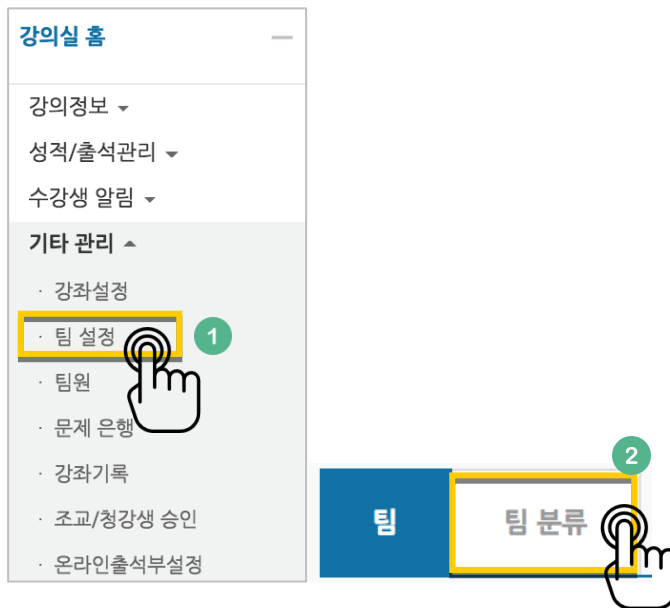 강의실 홈
강의정보
성적/출석관리
수강생 알림
기타 관리
· 강좌설정
· 팀 설정
1
· 팀원
· 문제 은행
· 강좌기록
· 조교/청강생 승인
· 온라인출석부설정
2
팀
팀 분류